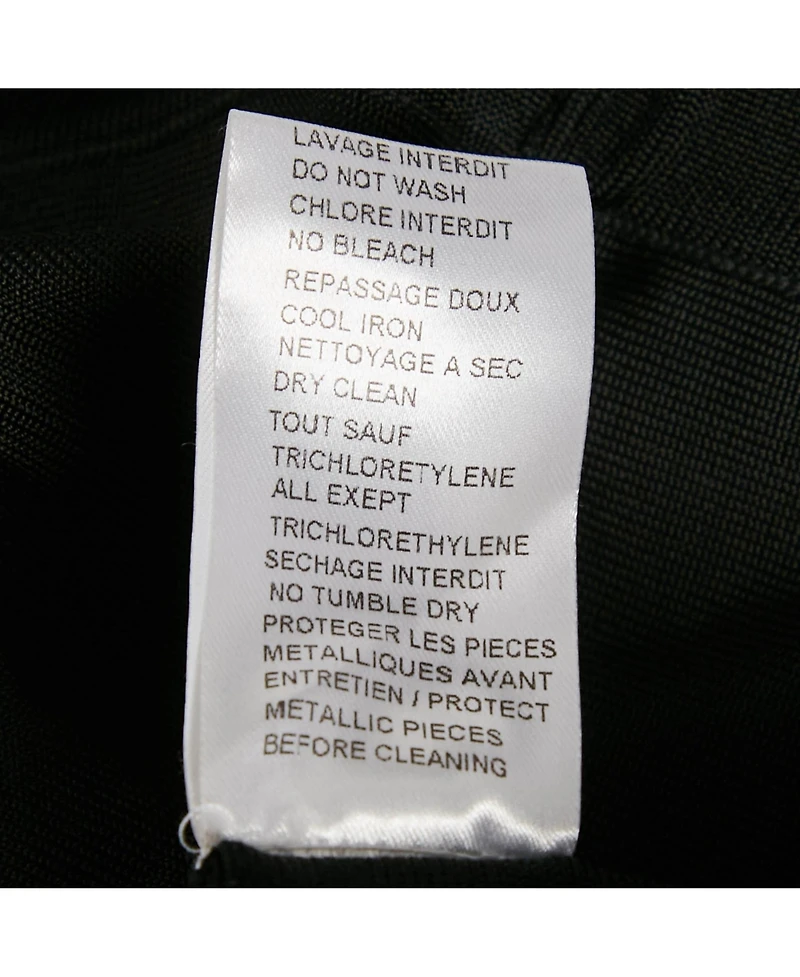 LAVAGE INTERDIT
DO NOT WASH
CHLORE INTERDIT
NO BLEACH
REPASSAGE DOUX
COOL IRON
NETTOYAGE A SEC
DRY CLEAN
TOUT SAUF
TRICHLORETYLENE
ALL EXEPT
TRICHLORETHYLENE
SECHAGE INTERDIT
NO TUMBLE DRY
PROTEGER LES PIECES
METALLIQUES AVANT
ENTRETIEN / PROTECT
METALLIC PIECES
BEFORE CLEANING